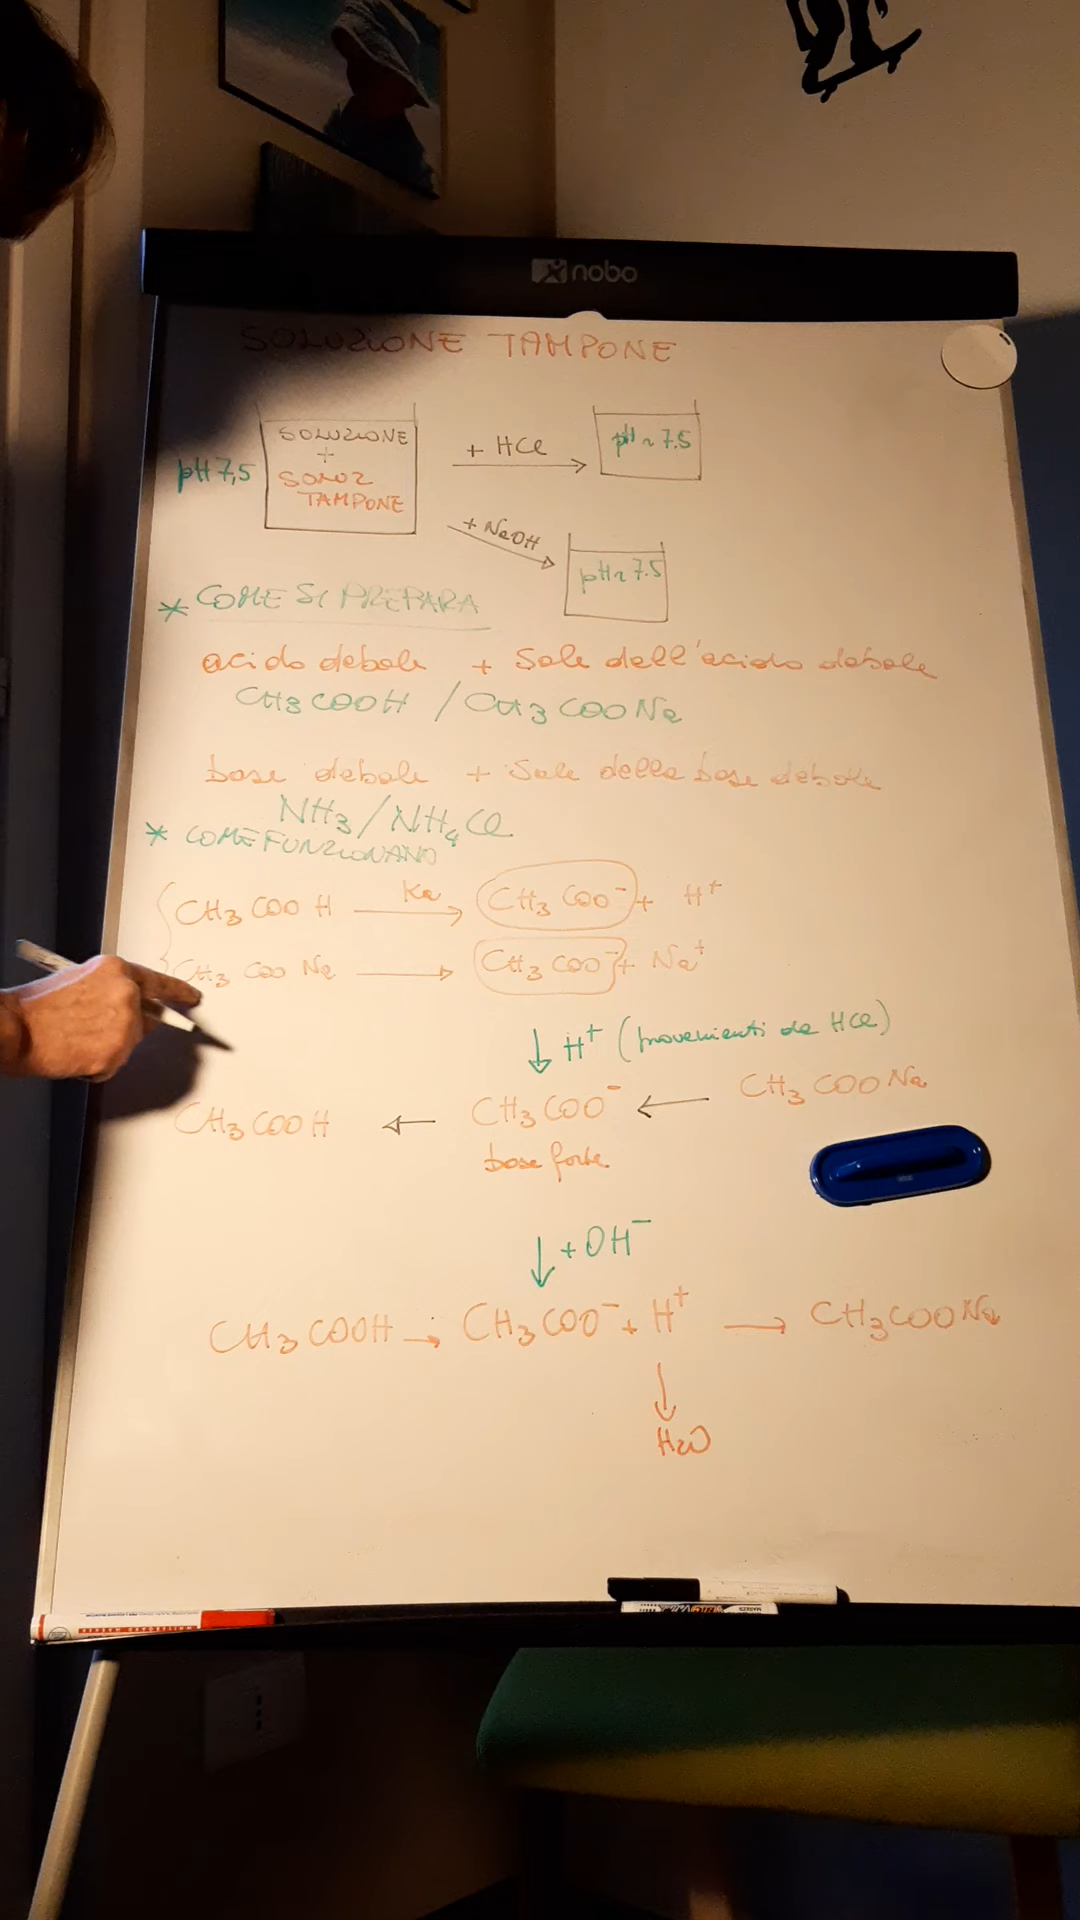 nobo
SOLUZIONE TAMPONE
SOLUZIONE
+
SOLUZ
TAMPONE
pH 7,5
+ HCl
pH ~ 7.5
+ NaOH
pH ~ 7.5
* COME SI PREPARA
acido debole + Sale dell'acido debole
CH3COOH / CH3COONa
base debole + Sale della base debole
NH3/NH4Cl
* COME FUNZIONANO
CH3COOH Ka CH3COO- + H+
CH3COONa → CH3COO- + Na+
↓ H+ (provenienti da HCl)
CH3COOH ← CH3COO- ← CH3COONa
base forte
↓ + OH-
CH3COOH → CH3COO- + H+ → CH3COONa
↓
H2O